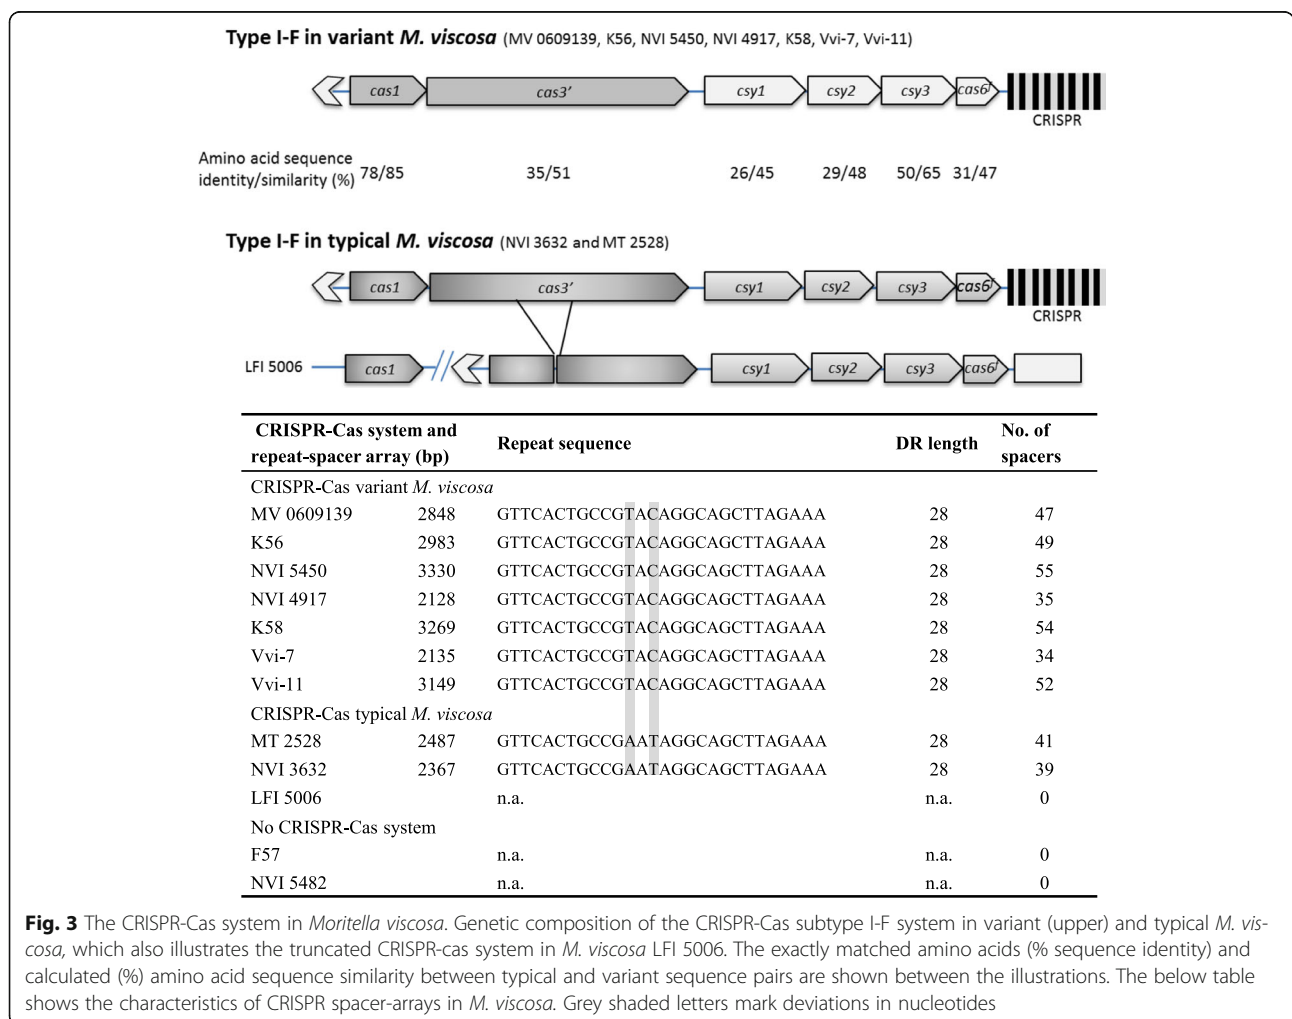 Type I-F in variant M. viscosa (MV 0609139, K56, NVI 5450, NVI 4917, K58, Vvi-7, Vvi-11)
cas1 cas3' csy1 csy2 csy3 cas6f
CRISPR
Amino acid sequence
identity/similarity (%) 78/85 35/51 26/45 29/48 50/65 31/47
Type I-F in typical M. viscosa (NVI 3632 and MT 2528)
cas1 cas3' csy1 csy2 csy3 cas6f
CRISPR
LFI 5006 cas1 csy1 csy2 csy3 cas6f
CRISPR-Cas system and repeat-spacer array (bp) Repeat sequence DR length No. of spacers
CRISPR-Cas variant M. viscosa
MV 0609139 2848 GTTCACTGCCGTACAGGCAGCTTAGAAA 28 47
K56 2983 GTTCACTGCCGTACAGGCAGCTTAGAAA 28 49
NVI 5450 3330 GTTCACTGCCGTACAGGCAGCTTAGAAA 28 55
NVI 4917 2128 GTTCACTGCCGTACAGGCAGCTTAGAAA 28 35
K58 3269 GTTCACTGCCGTACAGGCAGCTTAGAAA 28 54
Vvi-7 2135 GTTCACTGCCGTACAGGCAGCTTAGAAA 28 34
Vvi-11 3149 GTTCACTGCCGTACAGGCAGCTTAGAAA 28 52
CRISPR-Cas typical M. viscosa
MT 2528 2487 GTTCACTGCCGAATAGGCAGCTTAGAAA 28 41
NVI 3632 2367 GTTCACTGCCGAATAGGCAGCTTAGAAA 28 39
LFI 5006 n.a. n.a. 0
No CRISPR-Cas system
F57 n.a. n.a. 0
NVI 5482 n.a. n.a. 0
Fig. 3 The CRISPR-Cas system in Moritella viscosa. Genetic composition of the CRISPR-Cas subtype I-F system in variant (upper) and typical M. vis-
cosa, which also illustrates the truncated CRISPR-cas system in M. viscosa LFI 5006. The exactly matched amino acids (% sequence identity) and
calculated (%) amino acid sequence similarity between typical and variant sequence pairs are shown between the illustrations. The below table
shows the characteristics of CRISPR spacer-arrays in M. viscosa. Grey shaded letters mark deviations in nucleotides